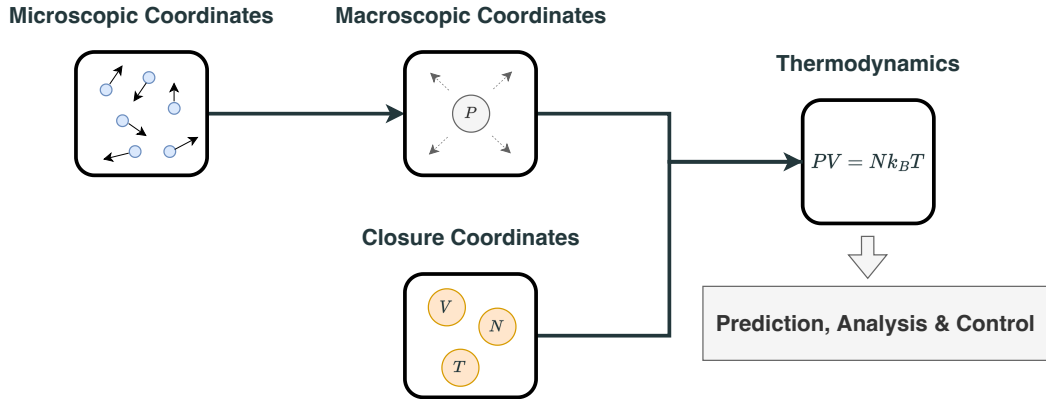 Microscopic Coordinates
Macroscopic Coordinates
P
Thermodynamics
PV = Nk_BT
Closure Coordinates
V
N
T
Prediction, Analysis & Control